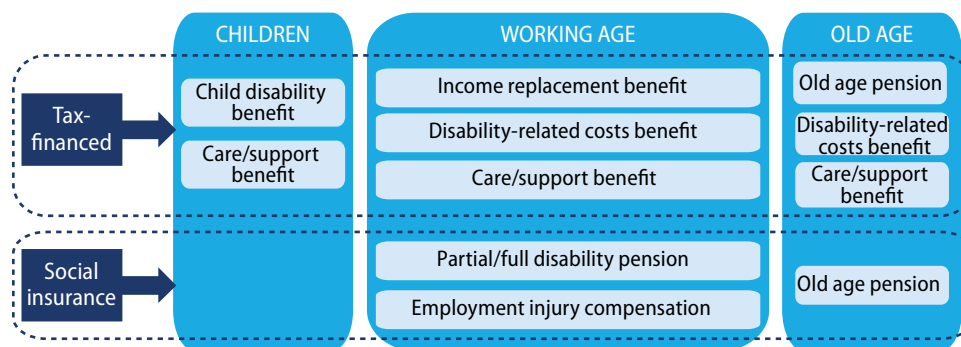 CHILDREN
WORKING AGE
OLD AGE
Tax-
financed
Child disability
benefit
Care/support
benefit
Income replacement benefit
Disability-related costs benefit
Care/support benefit
Old age pension
Disability-related
costs benefit
Care/support
benefit
Social
insurance
Partial/full disability pension
Employment injury compensation
Old age pension